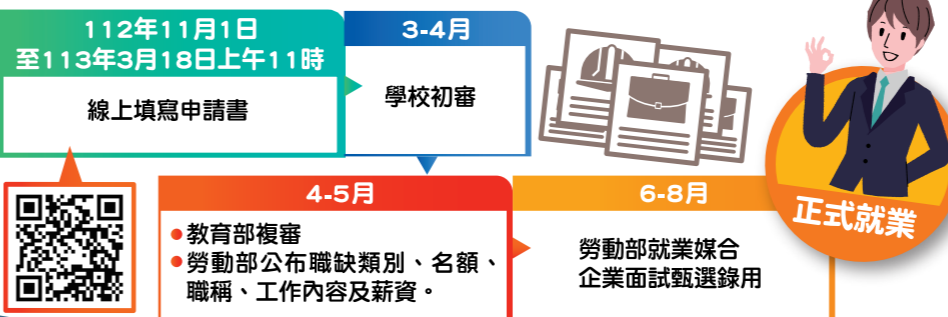 112年11月1日
至113年3月18日上午11時
線上填寫申請書
3-4月
學校初審
4-5月
●教育部複審
●勞動部公布職缺類別、名額、
職稱、工作內容及薪資。
6-8月
勞動部就業媒合
企業面試甄選錄用
正式就業